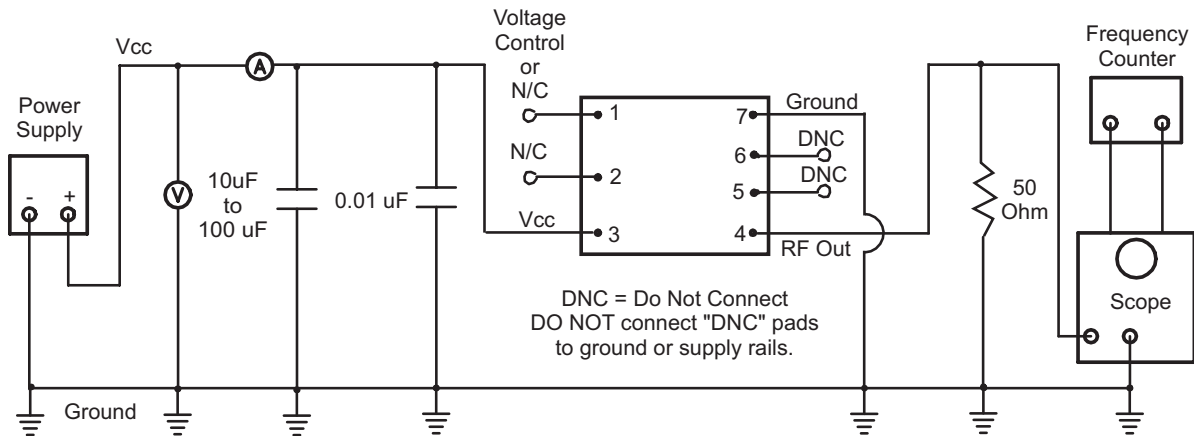 Voltage
Control
or
N/C
Frequency
Counter
Vcc
A
Power
Supply
- +
V
10uF
to
100 uF
0.01 uF
N/C
Vcc
1
2
3
7
6
5
4
Ground
DNC
DNC
RF Out
50
Ohm
Scope
DNC = Do Not Connect
DO NOT connect "DNC" pads
to ground or supply rails.
Ground